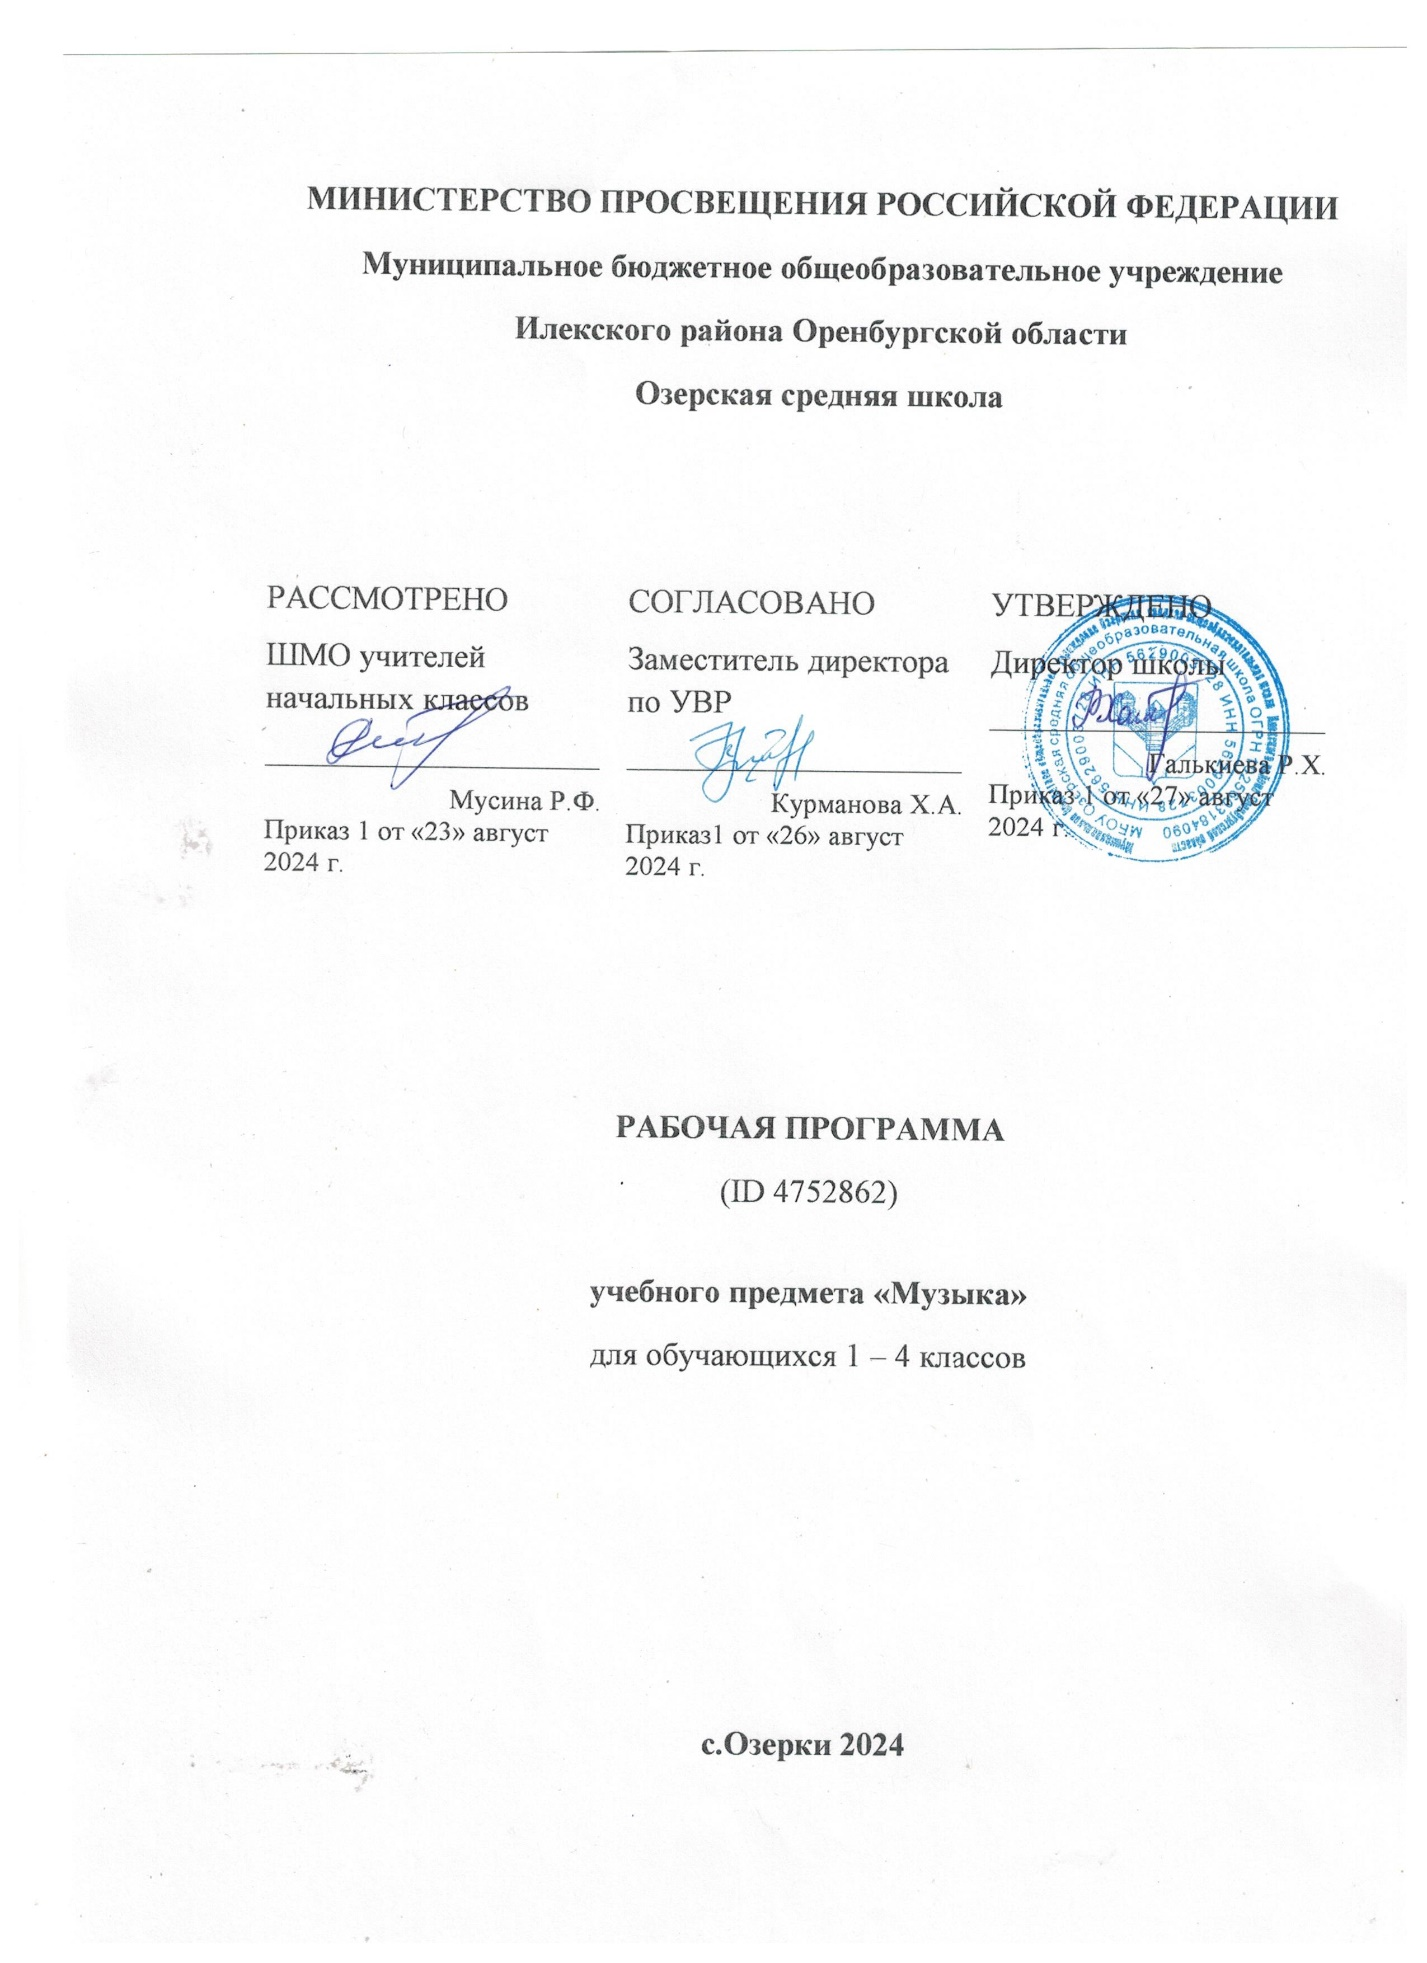 МИНИСТЕРСТВО ПРОСВЕЩЕНИЯ РОССИЙСКОЙ ФЕДЕРАЦИИ
Муниципальное бюджетное общеобразовательное учреждение
Илекского района Оренбургской области
Озерская средняя школа
РАССМОТРЕНО
ШМО учителей
начальных классов
Мусина Р.Ф.
Приказ 1 от «23» август
2024 г.
СОГЛАСОВАНО
Заместитель директора
по УВР
Курманова Х.А.
Приказ1 от «26» август
2024 г.
УТВЕРЖДЕНО
Директор школы
Галькиева Р.Х.
Приказ 1 от «27» август
2024 г.
РАБОЧАЯ ПРОГРАММА
(ID 4752862)
учебного предмета «Музыка»
для обучающихся 1 – 4 классов
с.Озерки 2024